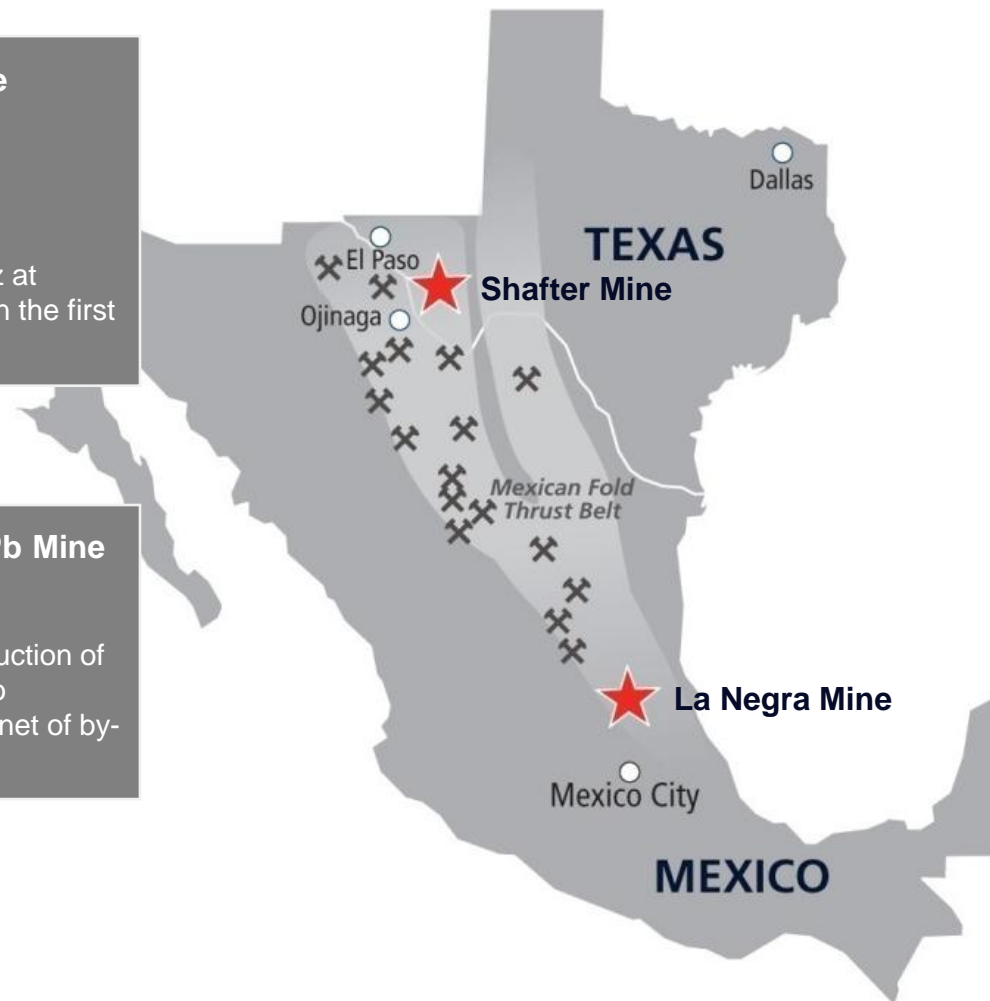 e
z at
n the first
b Mine
uction of
o
net of by-
Dallas
TEXAS
El Paso
Shafter Mine
Ojinaga
Mexican Fold
Thrust Belt
La Negra Mine
Mexico City
MEXICO